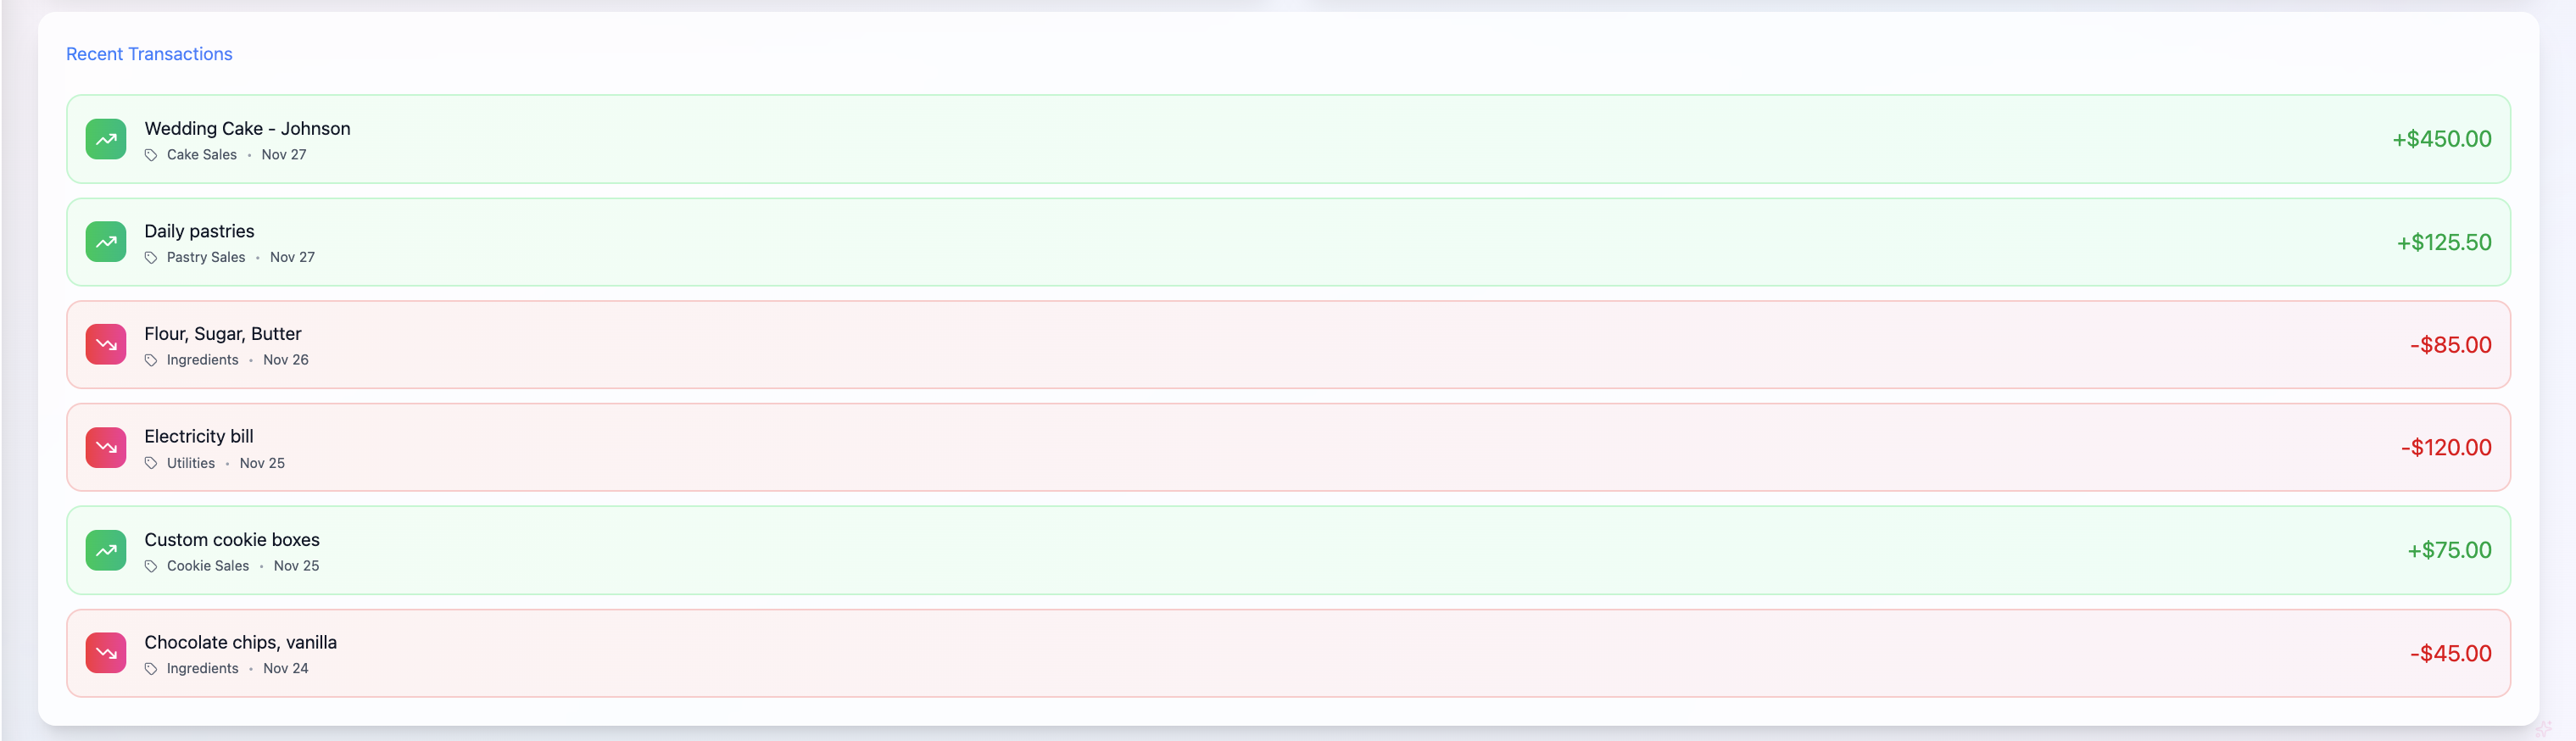 Recent Transactions
Wedding Cake - Johnson
Cake Sales • Nov 27
+$450.00
Daily pastries
Pastry Sales • Nov 27
+$125.50
Flour, Sugar, Butter
Ingredients • Nov 26
-$85.00
Electricity bill
Utilities • Nov 25
-$120.00
Custom cookie boxes
Cookie Sales • Nov 25
+$75.00
Chocolate chips, vanilla
Ingredients • Nov 24
-$45.00